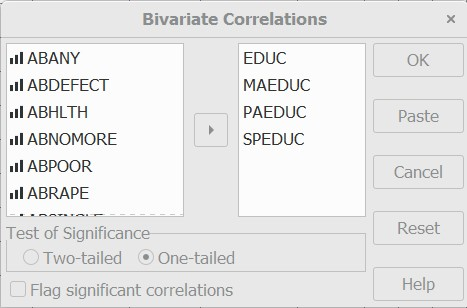 Bivariate Correlations
ABANY
ABDEFECT
ABHLTH
ABNOMORE
ABPOOR
ABRAPE
EDUC
MAEDUC
PAEDUC
SPEDUC
OK
Paste
Cancel
Reset
Help
Test of Significance
Two-tailed One-tailed
Flag significant correlations